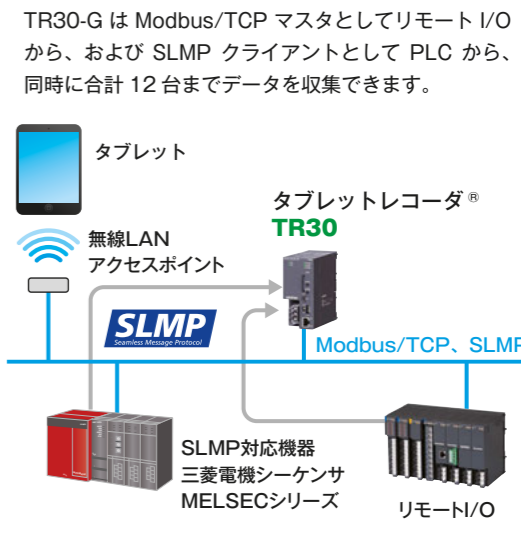 TR30-G は Modbus/TCP マスタとしてリモート I/O
から、および SLMP クライアントとして PLC から、
同時に合計 12 台までデータを収集できます。
タブレット
タブレットレコーダ ®
TR30
無線LAN
アクセスポイント
SLMP
Seamless Message Protocol
Modbus/TCP、SLMP
SLMP対応機器
三菱電機シーケンサ
MELSECシリーズ
リモートI/O